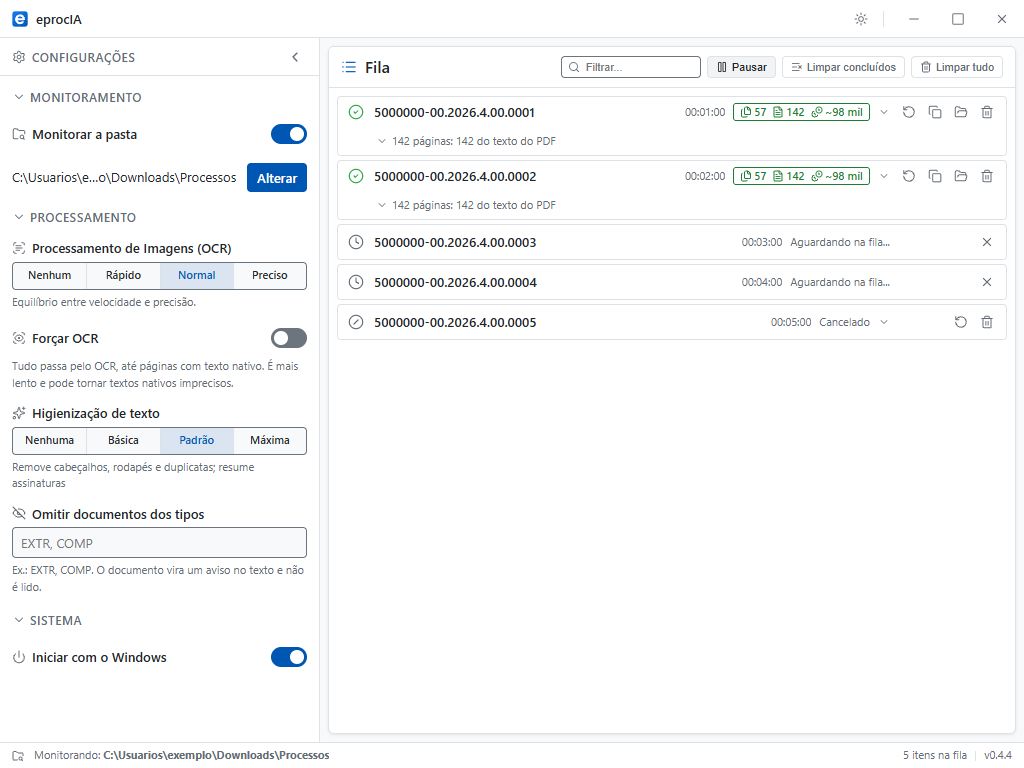 eprocIA
CONFIGURAÇÕES
MONITORAMENTO
Monitorar a pasta
C:\Usuarios\e...o\Downloads\Processos
Alterar
PROCESSAMENTO
Processamento de Imagens (OCR)
Nenhum Rápido Normal Preciso
Equilíbrio entre velocidade e precisão.
Forçar OCR
Tudo passa pelo OCR, até páginas com texto nativo. É mais
lento e pode tornar textos nativos imprecisos.
Higienização de texto
Nenhuma Básica Padrão Máxima
Remove cabeçalhos, rodapés e duplicatas; resume
assinaturas
Omitir documentos dos tipos
EXTR, COMP
Ex.: EXTR, COMP. O documento vira um aviso no texto e não
é lido.
SISTEMA
Iniciar com o Windows
Fila
Filtrar...
Pausar
Limpar concluídos
Limpar tudo
5000000-00.2026.4.00.0001 00:01:00 57 142 ~98 mil
142 páginas: 142 do texto do PDF
5000000-00.2026.4.00.0002 00:02:00 57 142 ~98 mil
142 páginas: 142 do texto do PDF
5000000-00.2026.4.00.0003 00:03:00 Aguardando na fila...
5000000-00.2026.4.00.0004 00:04:00 Aguardando na fila...
5000000-00.2026.4.00.0005 00:05:00 Cancelado
Monitorando: C:\Usuarios\exemplo\Downloads\Processos
5 itens na fila v0.4.4